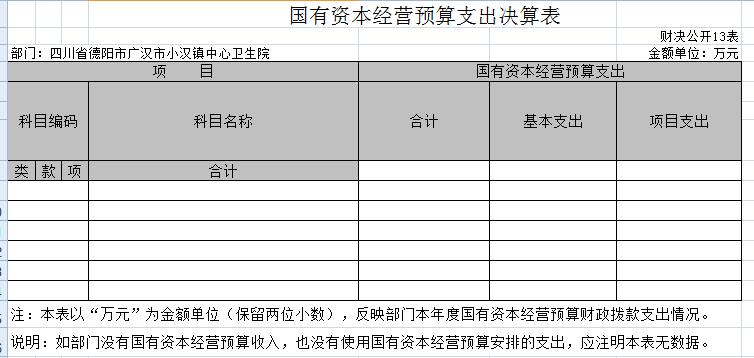 国有资本经营预算支出决算表
财决公开13表
部门：四川省德阳市广汉市小汉镇中心卫生院 金额单位：万元
项 目 国有资本经营预算支出
科目编码 科目名称 合计 基本支出 项目支出
类 款 项 合计
注：本表以“万元”为金额单位（保留两位小数），反映部门本年度国有资本经营预算财政拨款支出情况。
说明：如部门没有国有资本经营预算收入，也没有使用国有资本经营预算安排的支出，应注明本表无数据。